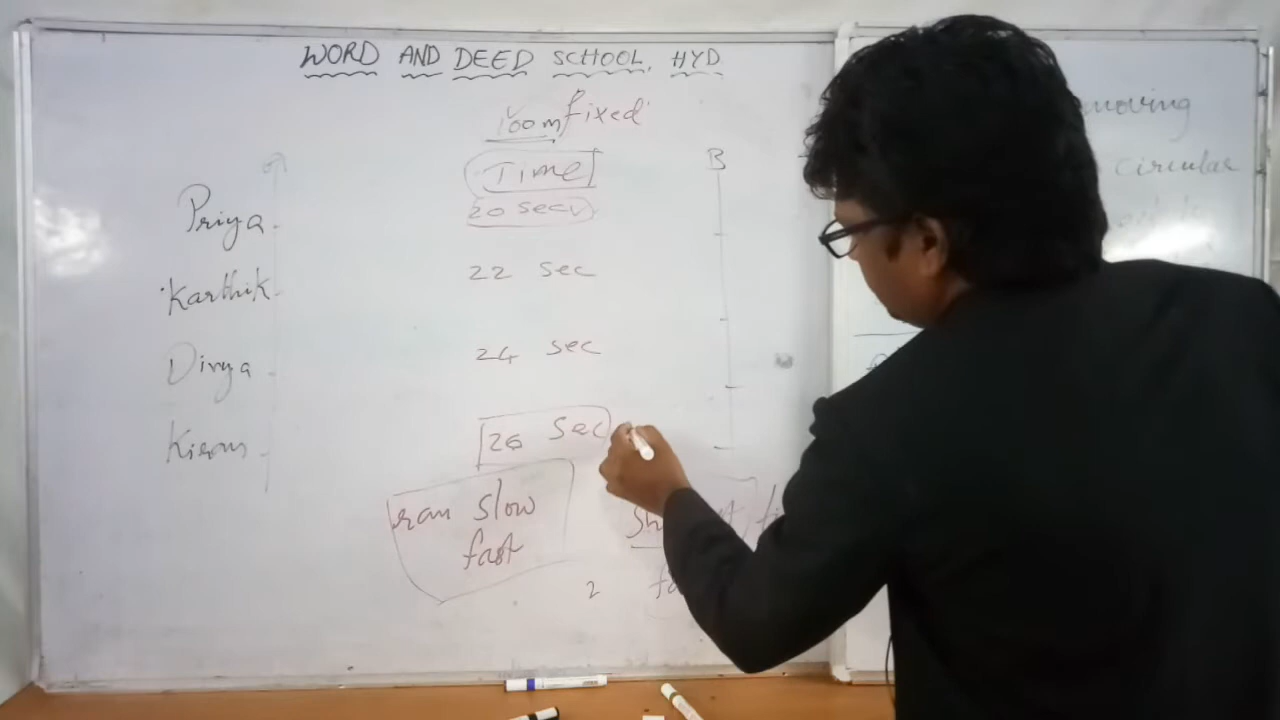 WORD AND DEED SCHOOL, HYD
100m fixed
Time
B
Priya
20 sec
Karthik
22 sec
Divya
24 sec
Kiran
26 sec
ran slow
fast
2
moving
circular